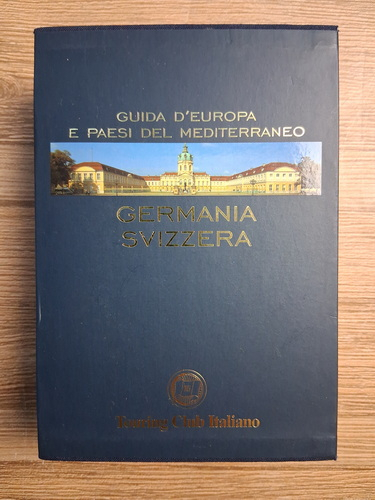 GUIDA D'EUROPA
E PAESI DEL MEDITERRANEO
GERMANIA
SVIZZERA
Touring Club Italiano